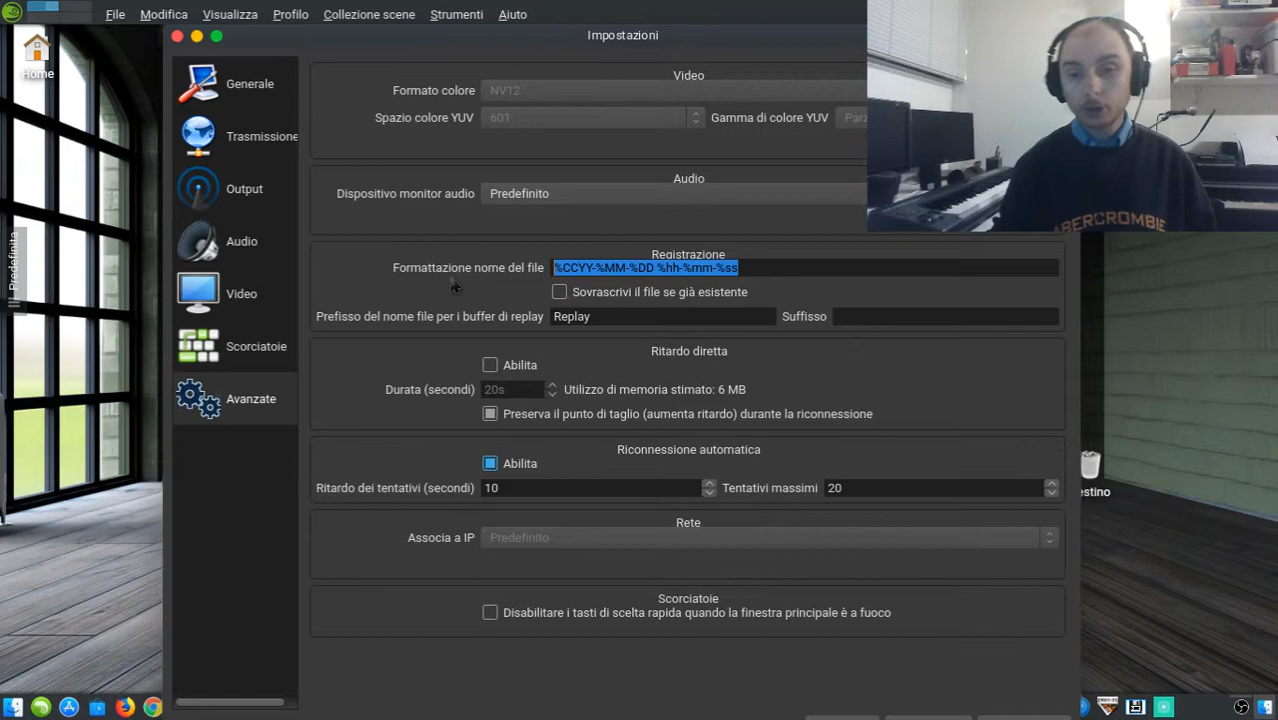 File Modifica Visualizza Profilo Collezione scene Strumenti Aiuto
Impostazioni
Home
Predefinita
Generale
Trasmissione
Output
Audio
Video
Scorciatoie
Avanzate
Video
Formato colore NV12
Spazio colore YUV 601 Gamma di colore YUV Parz
Audio
Dispositivo monitor audio Predefinito
Registrazione
Formattazione nome del file %CCYY-%MM-%DD %hh-%mm-%ss
Sovrascrivi il file se già esistente
Prefisso del nome file per i buffer di replay Replay Suffisso
Ritardo diretta
Abilita
Durata (secondi) 20s Utilizzo di memoria stimato: 6 MB
Preserva il punto di taglio (aumenta ritardo) durante la riconnessione
Riconnessione automatica
Abilita
Ritardo dei tentativi (secondi) 10 Tentativi massimi 20
Rete
Associa a IP Predefinito
Scorciatoie
Disabilitare i tasti di scelta rapida quando la finestra principale è a fuoco
estino
ABERCROMBIE